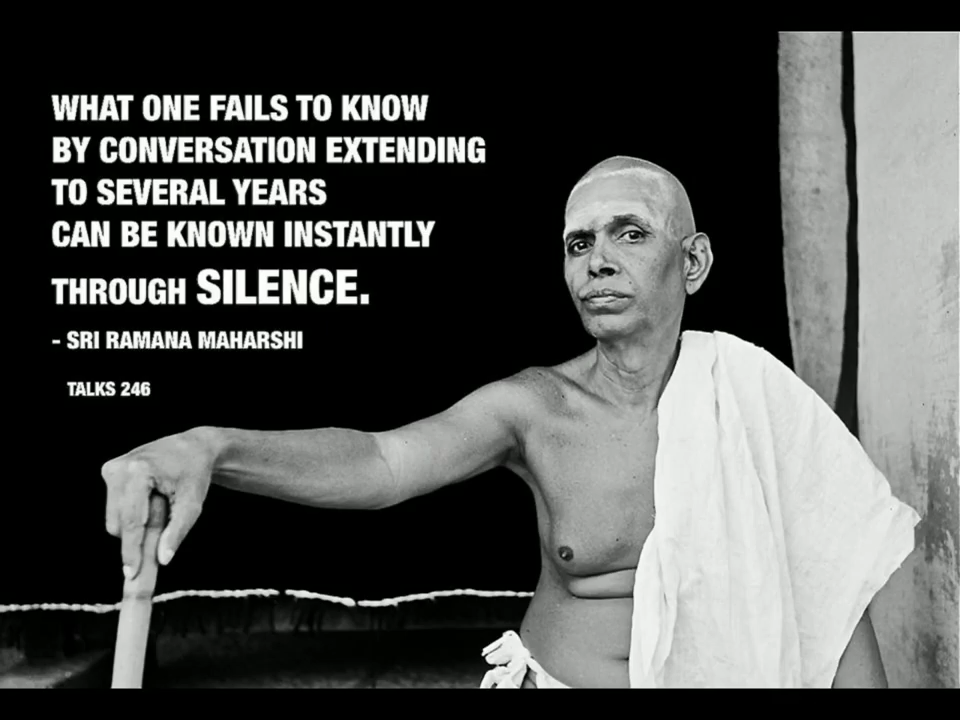 WHAT ONE FAILS TO KNOW
BY CONVERSATION EXTENDING
TO SEVERAL YEARS
CAN BE KNOWN INSTANTLY
THROUGH SILENCE.
- SRI RAMANA MAHARSHI
TALKS 246